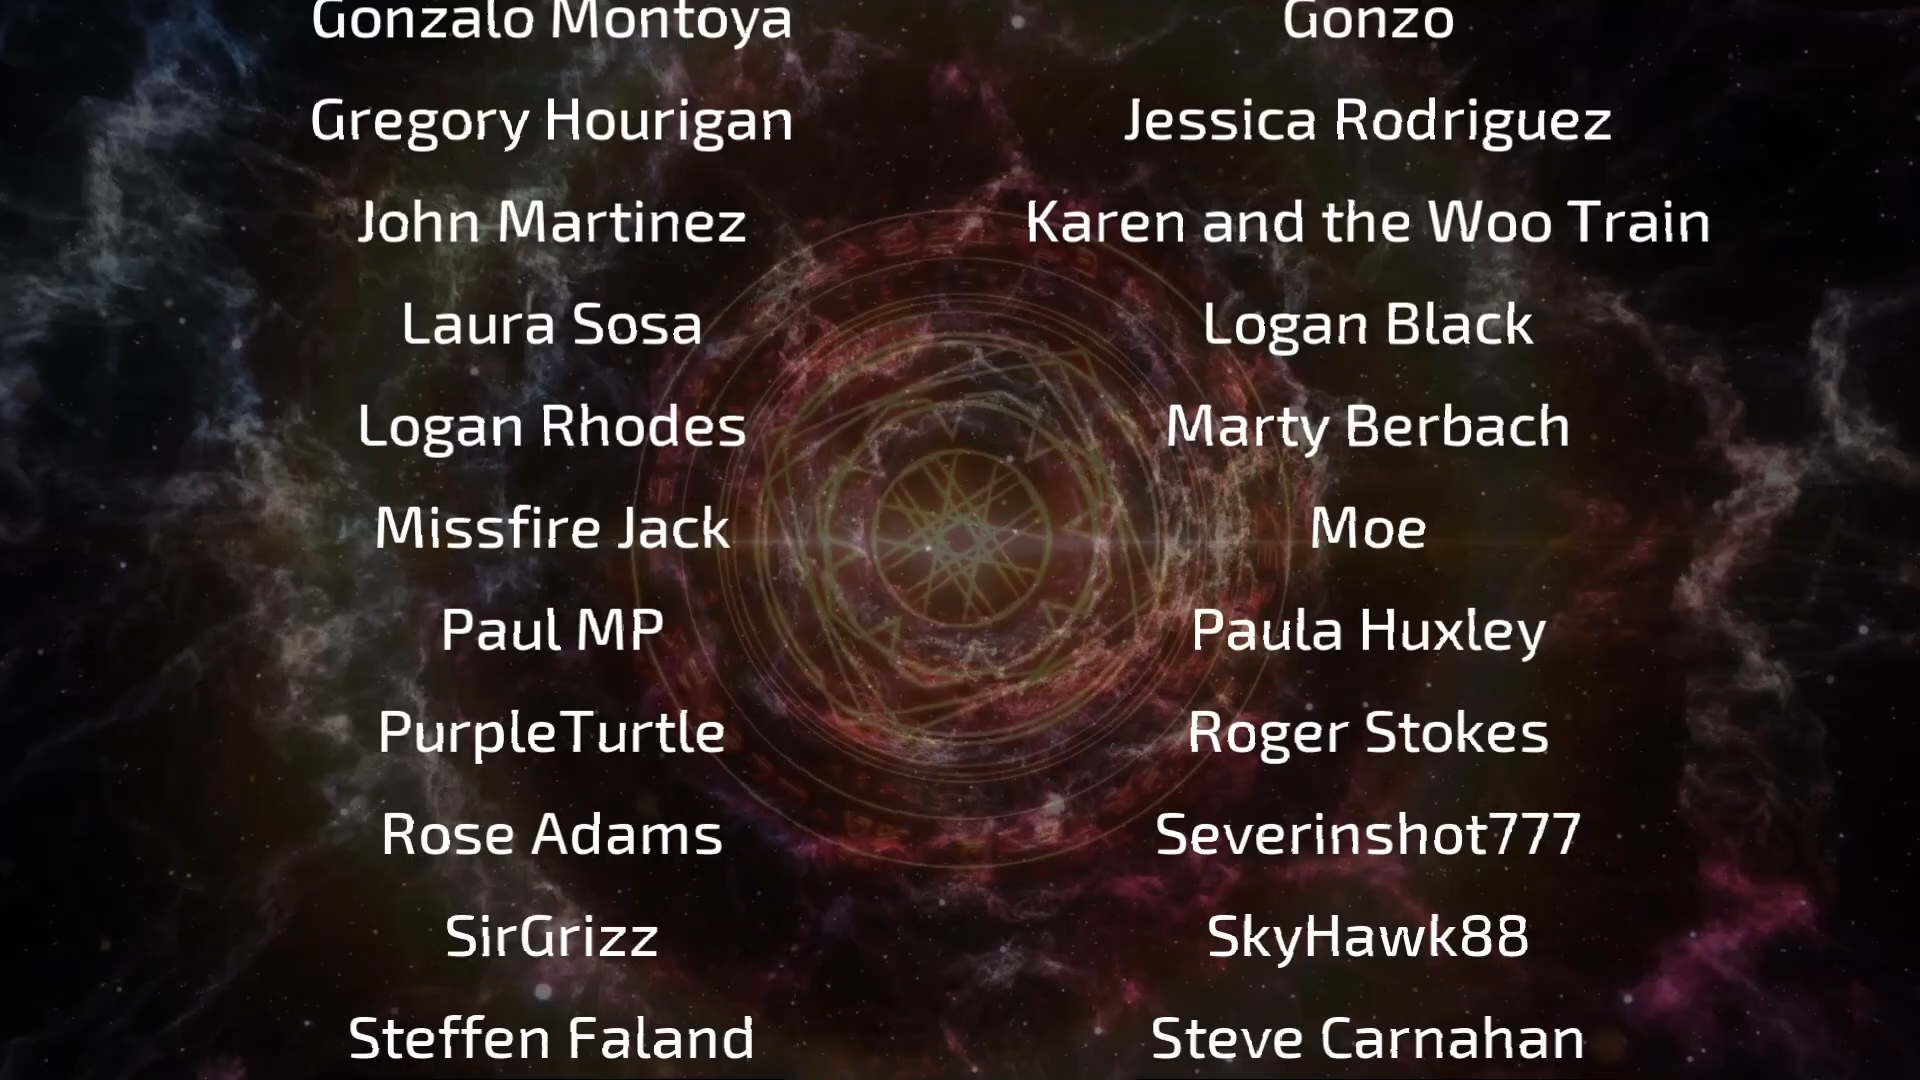 Gonzalo Montoya
Gonzo
Gregory Hourigan
Jessica Rodriguez
John Martinez
Karen and the Woo Train
Laura Sosa
Logan Black
Logan Rhodes
Marty Berbach
Missfire Jack
Moe
Paul MP
Paula Huxley
PurpleTurtle
Roger Stokes
Rose Adams
Severinshot777
SirGrizz
SkyHawk88
Steffen Faland
Steve Carnahan